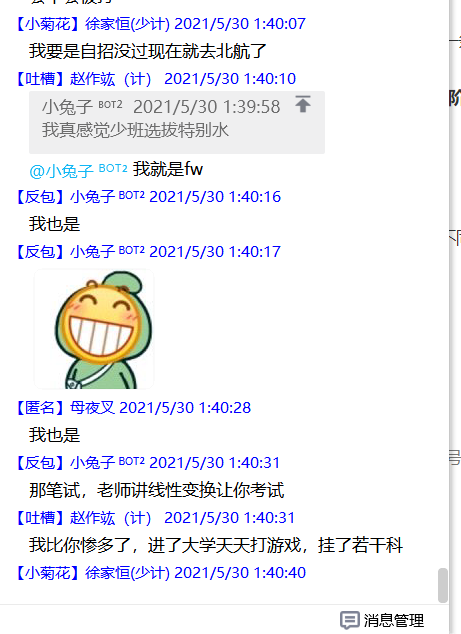 【小菊花】徐家恒(少计) 2021/5/30 1:40:07
我要是自招没过现在就去北航了
【吐槽】赵作竑（计） 2021/5/30 1:40:10
小兔子 BOT2 2021/5/30 1:39:58
我真感觉少班选拔特别水
@小兔子 BOT2 我就是fw
【反包】小兔子 BOT2 2021/5/30 1:40:16
我也是
【反包】小兔子 BOT2 2021/5/30 1:40:17
【匿名】母夜叉 2021/5/30 1:40:28
我也是
【反包】小兔子 BOT2 2021/5/30 1:40:31
那笔试，老师讲线性变换让你考试
【吐槽】赵作竑（计） 2021/5/30 1:40:31
我比你惨多了，进了大学天天打游戏，挂了若干科
【小菊花】徐家恒(少计) 2021/5/30 1:40:40
消息管理